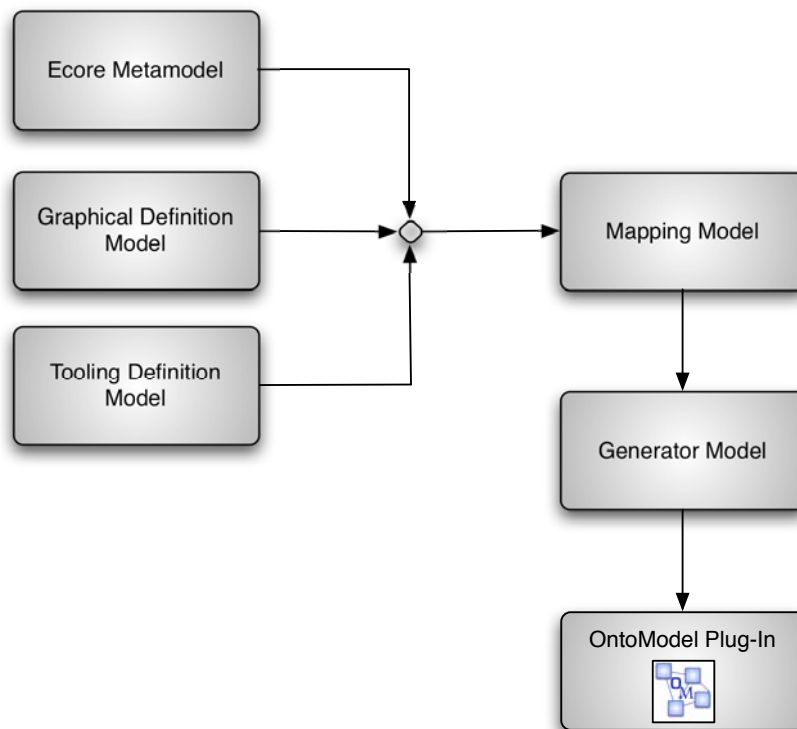 Ecore Metamodel
Graphical Definition
Model
Mapping Model
Tooling Definition
Model
Generator Model
OntoModel Plug-In
O
M